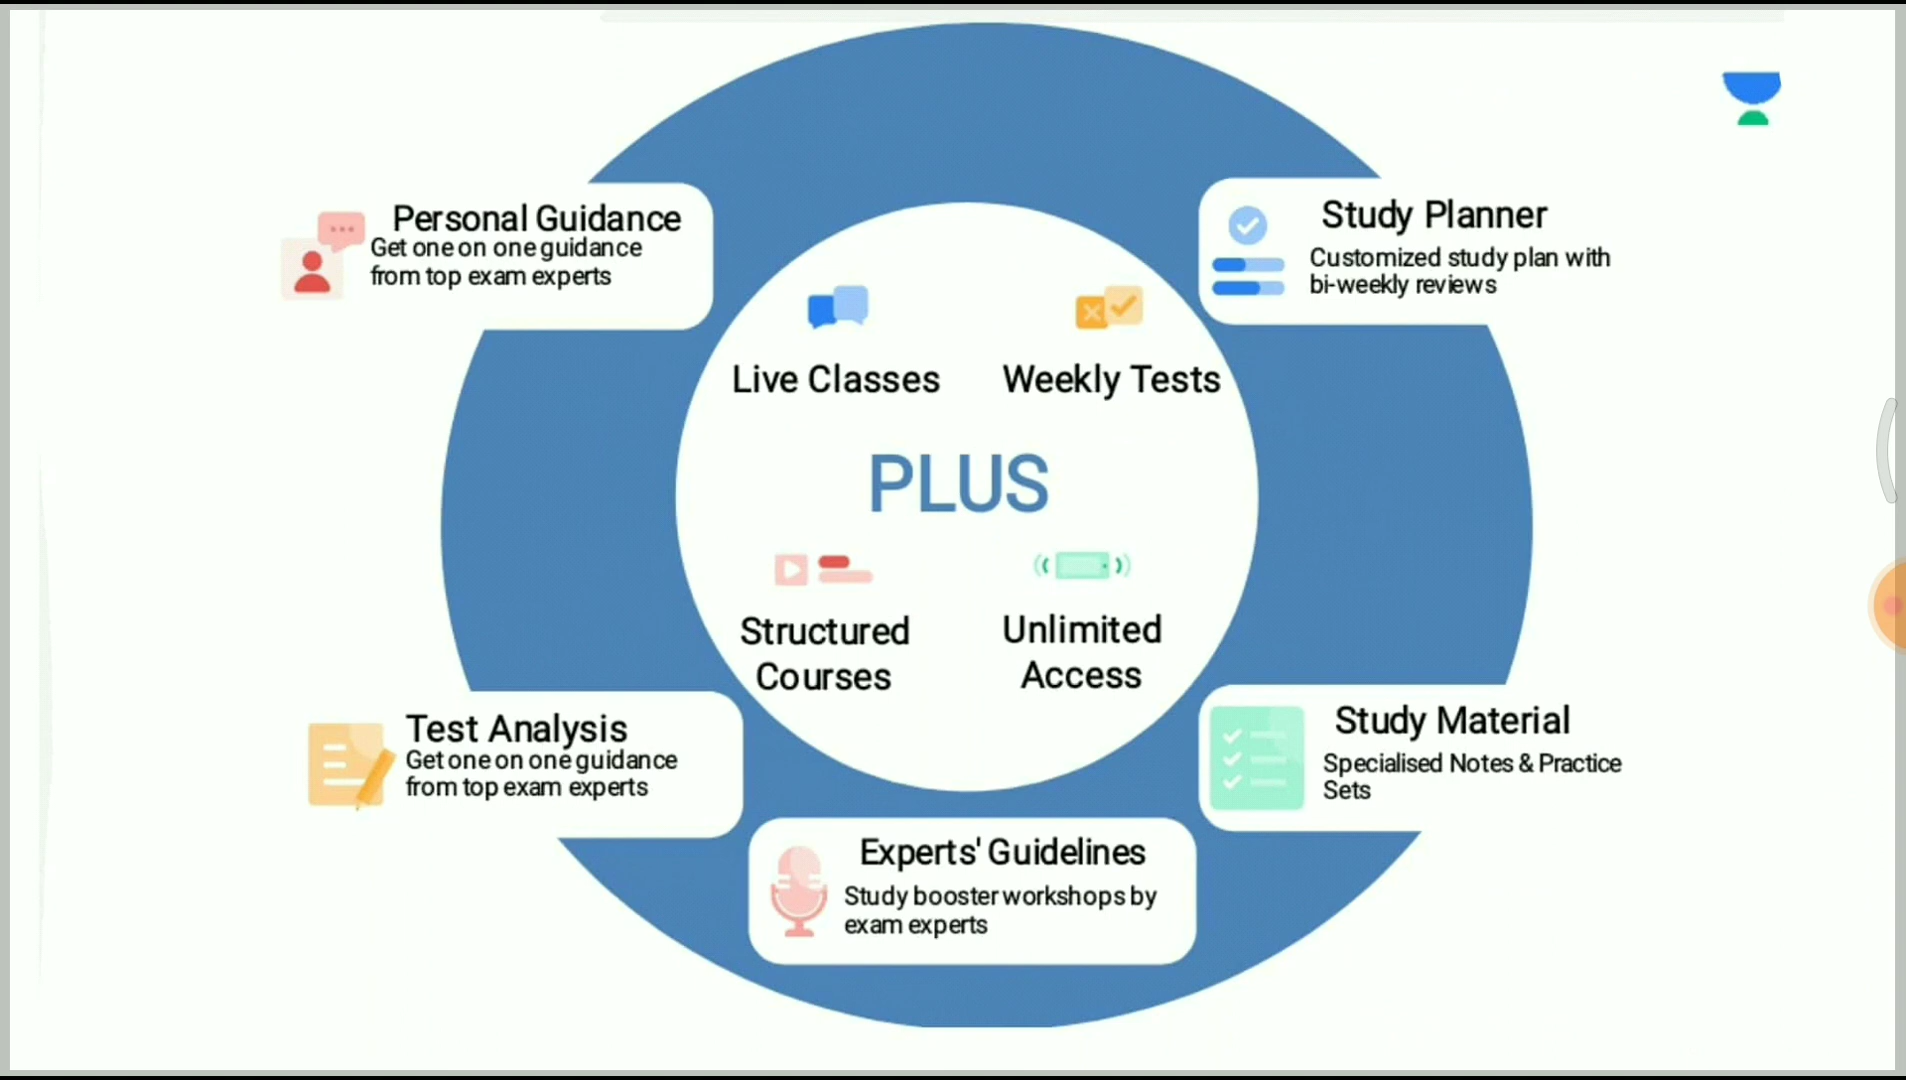 Personal Guidance
Get one on one guidance
from top exam experts
Study Planner
Customized study plan with
bi-weekly reviews
Live Classes
Weekly Tests
PLUS
Structured
Courses
Unlimited
Access
Test Analysis
Get one on one guidance
from top exam experts
Study Material
Specialised Notes & Practice
Sets
Experts' Guidelines
Study booster workshops by
exam experts